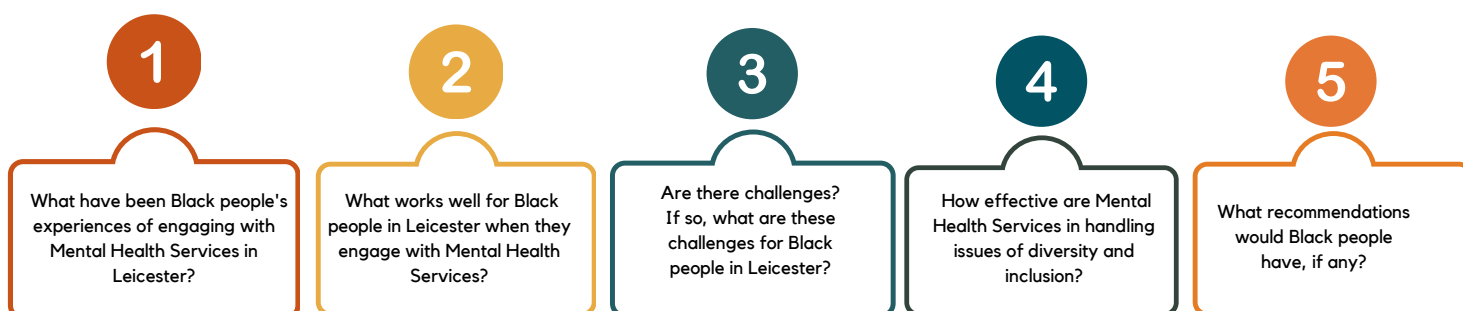 1
What have been Black people's
experiences of engaging with
Mental Health Services in
Leicester?
2
What works well for Black
people in Leicester when they
engage with Mental Health
Services?
3
Are there challenges?
If so, what are these
challenges for Black
people in Leicester?
4
How effective are Mental
Health Services in handling
issues of diversity and
inclusion?
5
What recommendations
would Black people
have, if any?